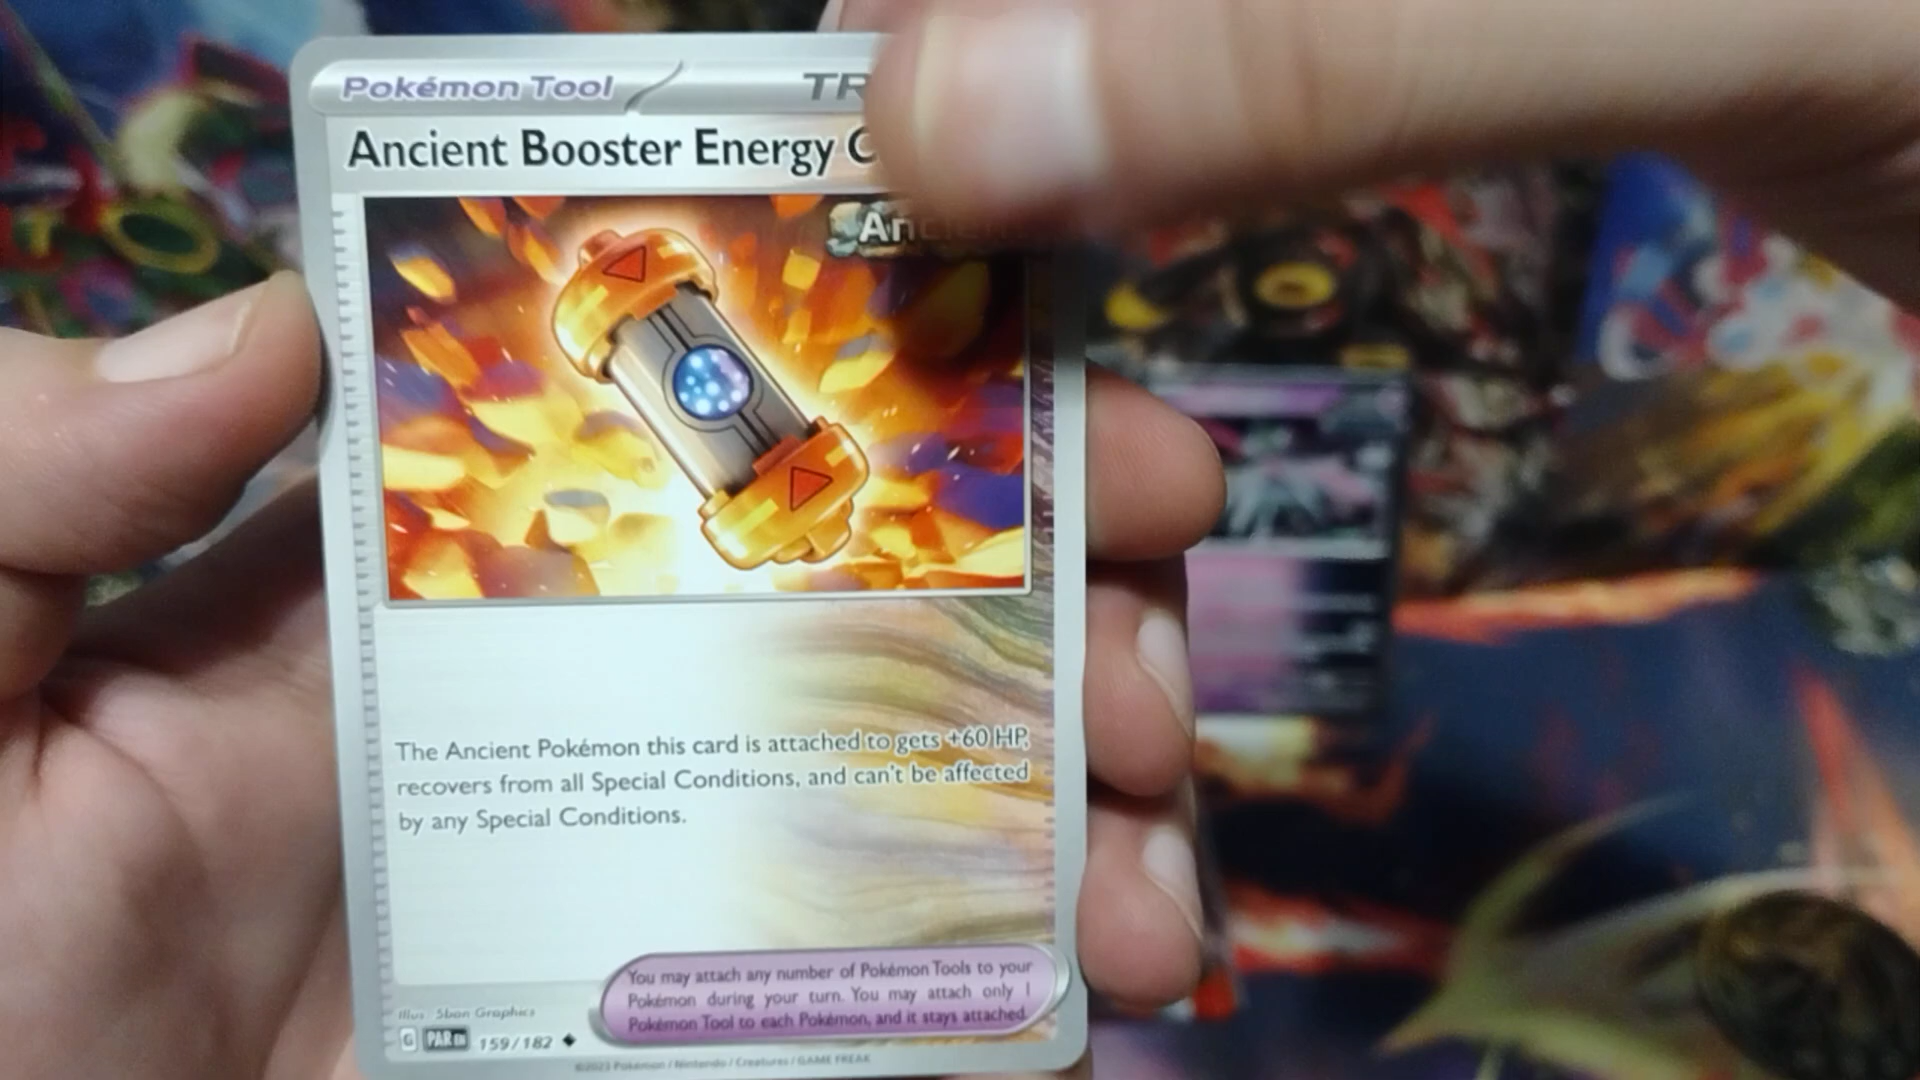 Pokémon Tool TR
Ancient Booster Energy C
Anc
The Ancient Pokémon this card is attached to gets +60 HP,
recovers from all Special Conditions, and can't be affected
by any Special Conditions.
You may attach any number of Pokémon Tools to your
Pokémon during your turn. You may attach only 1
Pokémon Tool to each Pokémon, and it stays attached.
Illus. 5ban Graphics
G PAR EN 159/182
©2023 Pokémon / Nintendo / Creatures / GAME FREAK